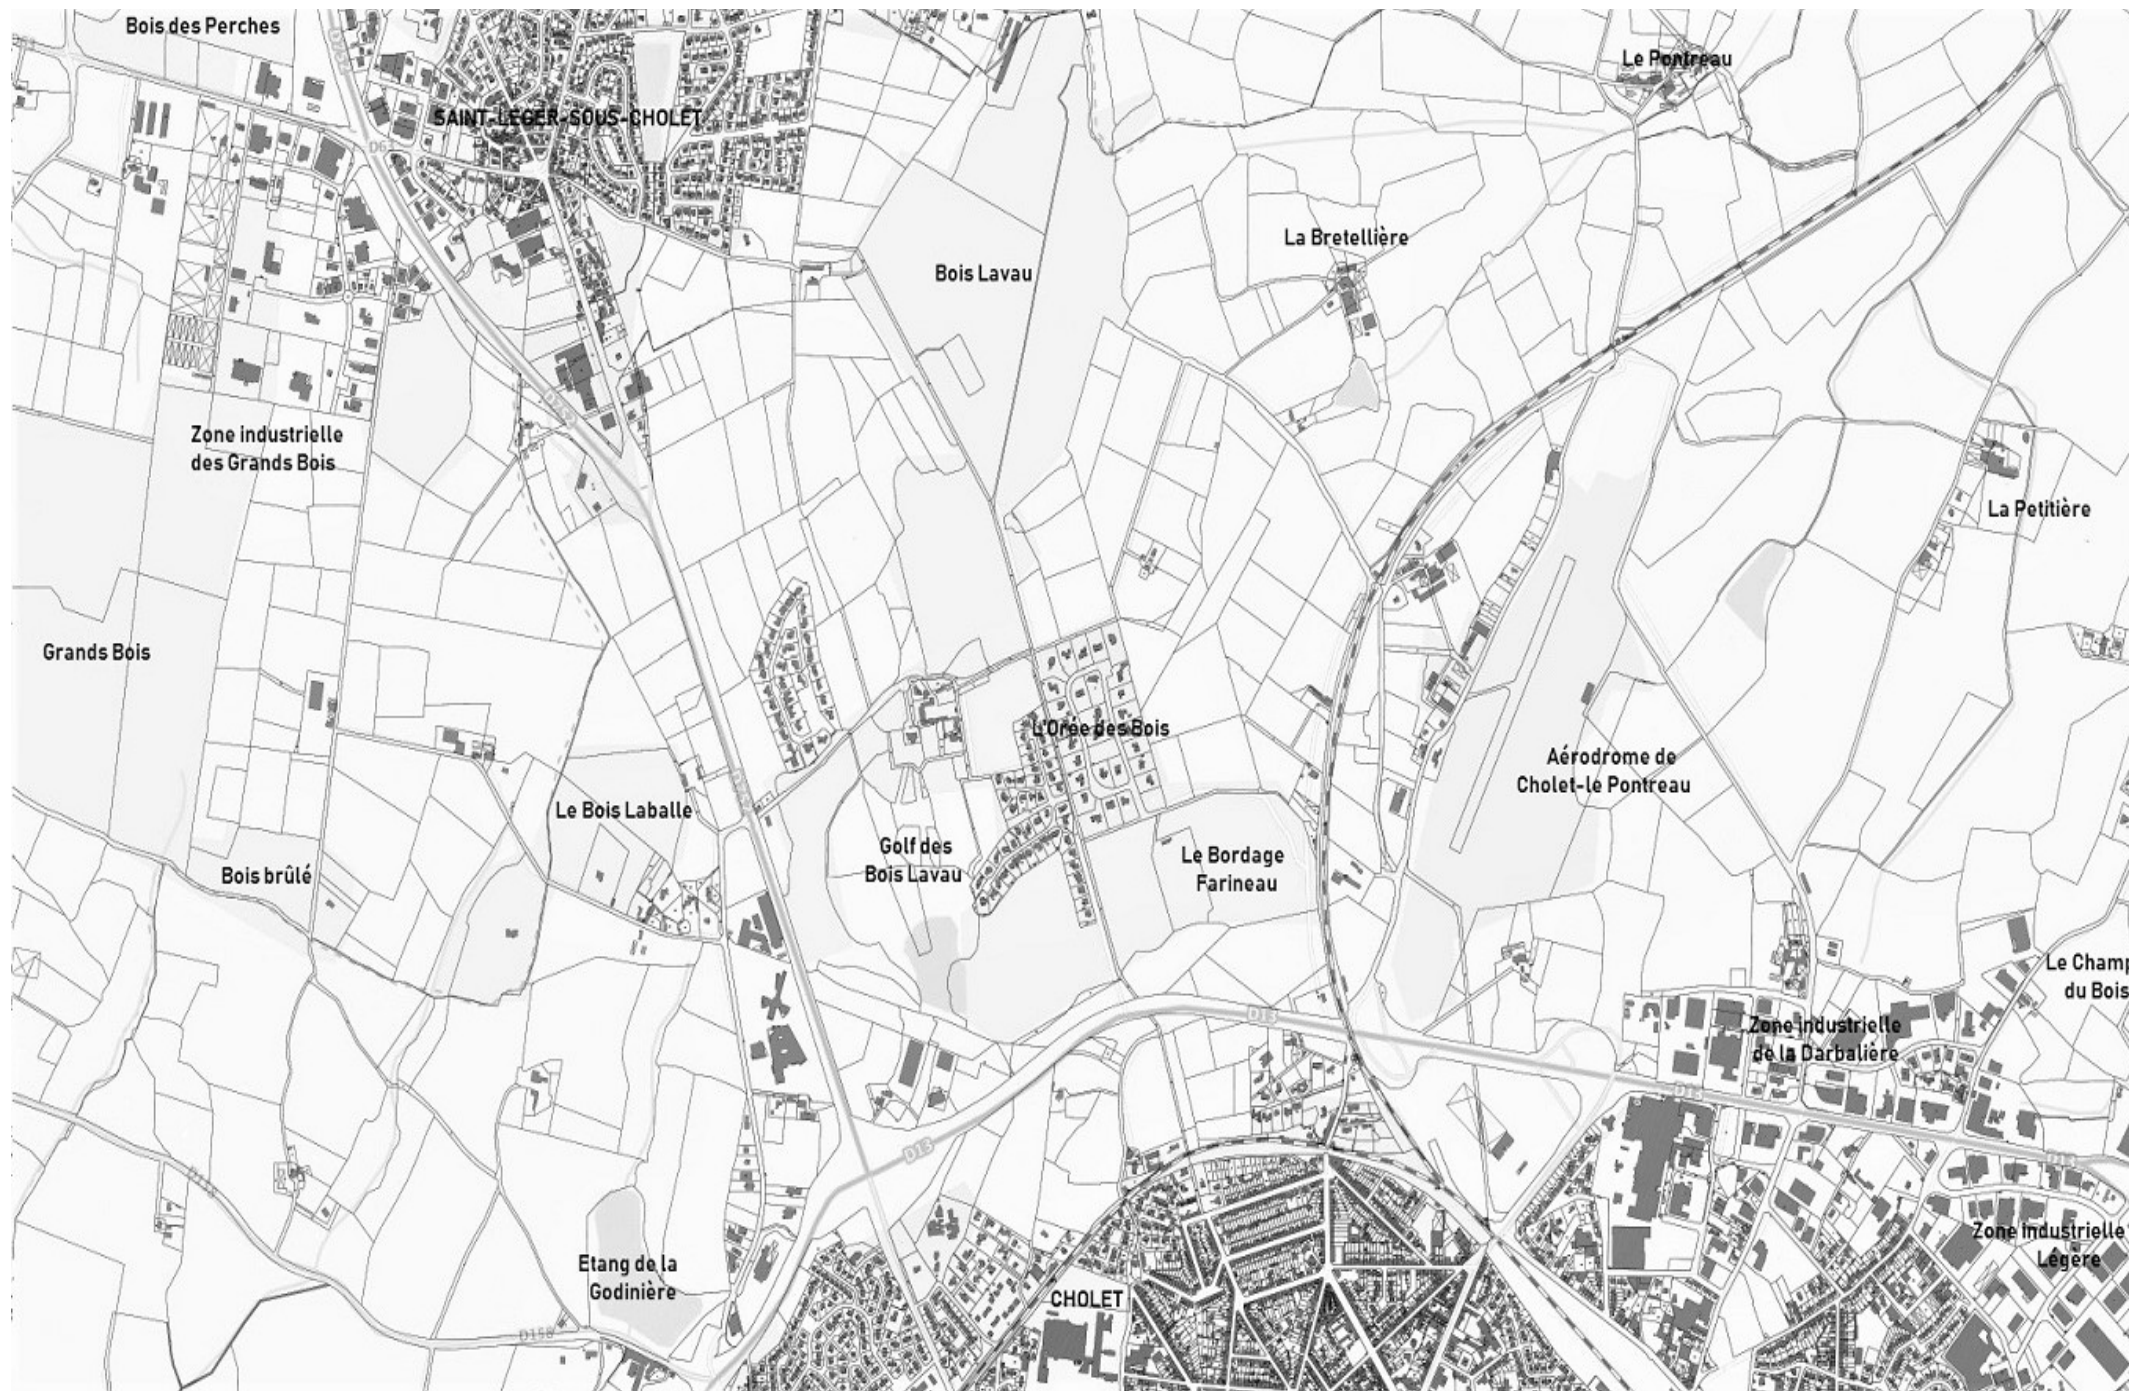 Bois des Perches
Le Pontreau
SAINT-LEGER-SOUS-CHOLET
D61
La Bretellière
Bois Lavau
Zone industrielle
des Grands Bois
La Petitière
Grands Bois
L'Orée des Bois
Aérodrome de
Cholet-le Pontreau
Le Bois Laballe
Golf des
Bois Lavau
Le Bordage
Farineau
Bois brûlé
Le Champ
du Bois
D13
Zone industrielle
de la Darbalière
D13
D13
Zone industrielle
Légère
Etang de la
Godinière
CHOLET
D158